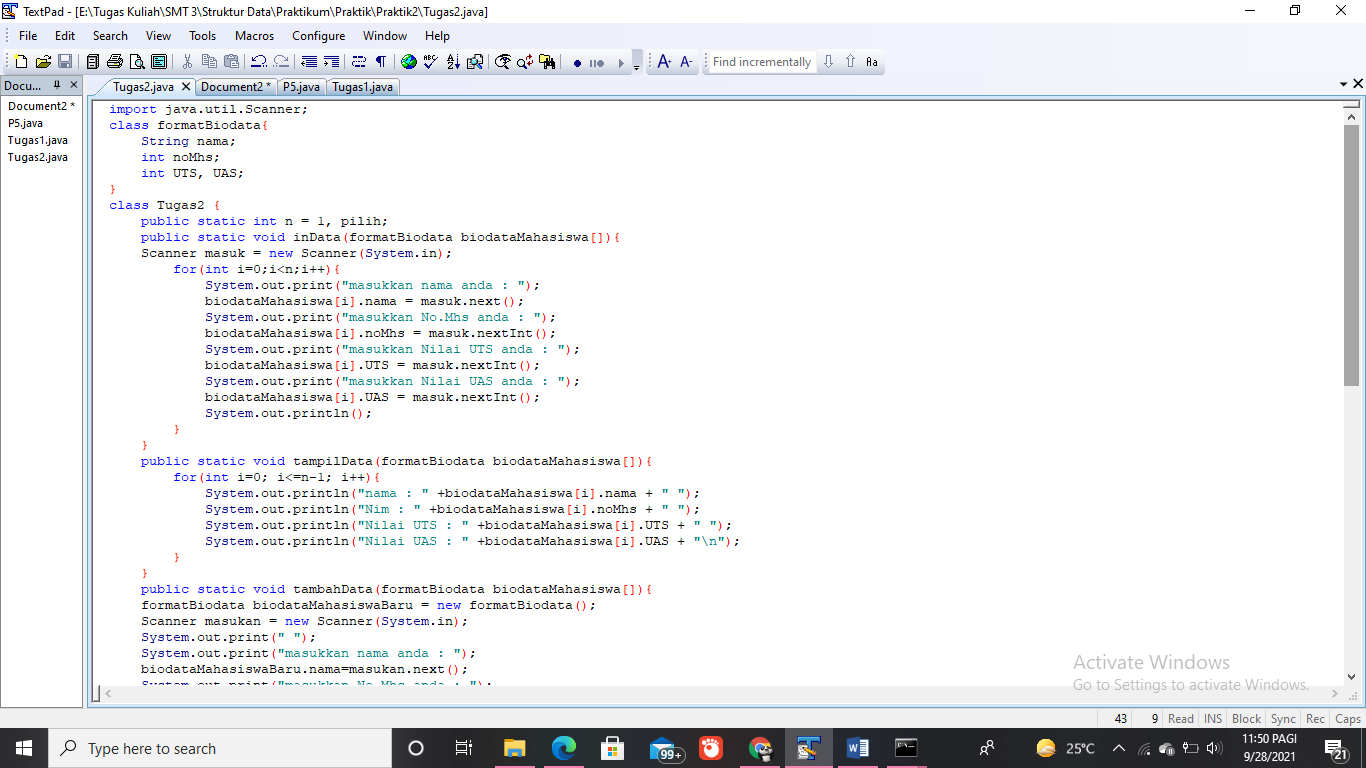 TextPad - [E:\Tugas Kuliah\SMT 3\Struktur Data\Praktikum\Praktik\Praktik2\Tugas2.java]
File Edit Search View Tools Macros Configure Window Help
Find incrementally
Docu...
Document2 *
P5.java
Tugas1.java
Tugas2.java
Tugas2.java Document2 * P5.java Tugas1.java
import java.util.Scanner;
class formatBiodata{
String nama;
int noMhs;
int UTS, UAS;
}
class Tugas2 {
public static int n = 1, pilih;
public static void inData(formatBiodata biodataMahasiswa[]){
Scanner masuk = new Scanner(System.in);
for(int i=0;i<n;i++){
System.out.print("masukkan nama anda : ");
biodataMahasiswa[i].nama = masuk.next();
System.out.print("masukkan No.Mhs anda : ");
biodataMahasiswa[i].noMhs = masuk.nextInt();
System.out.print("masukkan Nilai UTS anda : ");
biodataMahasiswa[i].UTS = masuk.nextInt();
System.out.print("masukkan Nilai UAS anda : ");
biodataMahasiswa[i].UAS = masuk.nextInt();
System.out.println();
}
}
public static void tampilData(formatBiodata biodataMahasiswa[]){
for(int i=0; i<=n-1; i++){
System.out.println("nama : " +biodataMahasiswa[i].nama + " ");
System.out.println("Nim : " +biodataMahasiswa[i].noMhs + " ");
System.out.println("Nilai UTS : " +biodataMahasiswa[i].UTS + " ");
System.out.println("Nilai UAS : " +biodataMahasiswa[i].UAS + "\n");
}
}
public static void tambahData(formatBiodata biodataMahasiswa[]){
formatBiodata biodataMahasiswaBaru = new formatBiodata();
Scanner masukan = new Scanner(System.in);
System.out.print(" ");
System.out.print("masukkan nama anda : ");
biodataMahasiswaBaru.nama=masukan.next();
System.out.print("masukkan No.Mhs anda : ");
Activate Windows
Go to Settings to activate Windows.
43 9 Read INS Block Sync Rec Caps
Type here to search
99+
25°C
11:50 PAGI
9/28/2021
21